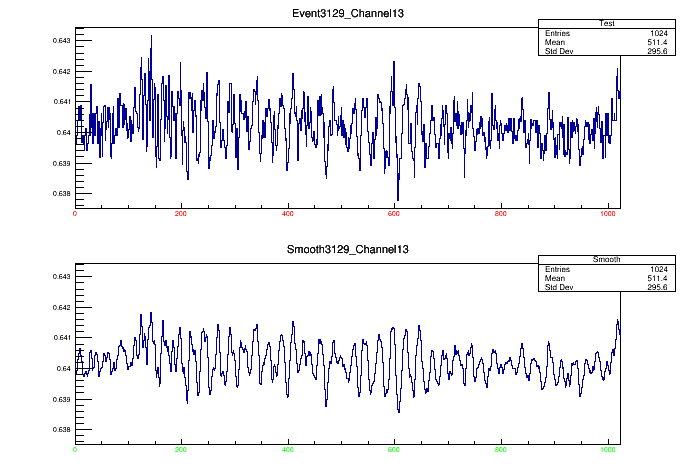 Event3129_Channel13
Test
Entries 1024
Mean 511.4
Std Dev 295.6
0.643
0.642
0.641
0.64
0.639
0.638
0 200 400 600 800 1000
Smooth3129_Channel13
Smooth
Entries 1024
Mean 511.4
Std Dev 295.6
0.643
0.642
0.641
0.64
0.639
0.638
0 200 400 600 800 1000